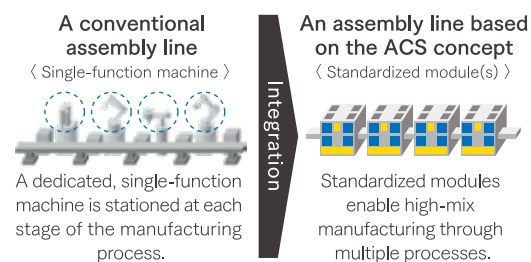 A conventional
assembly line
〈 Single-function machine 〉
A dedicated, single-function
machine is stationed at each
stage of the manufacturing
process.
Integration
An assembly line based
on the ACS concept
〈 Standardized module(s) 〉
Standardized modules
enable high-mix
manufacturing through
multiple processes.